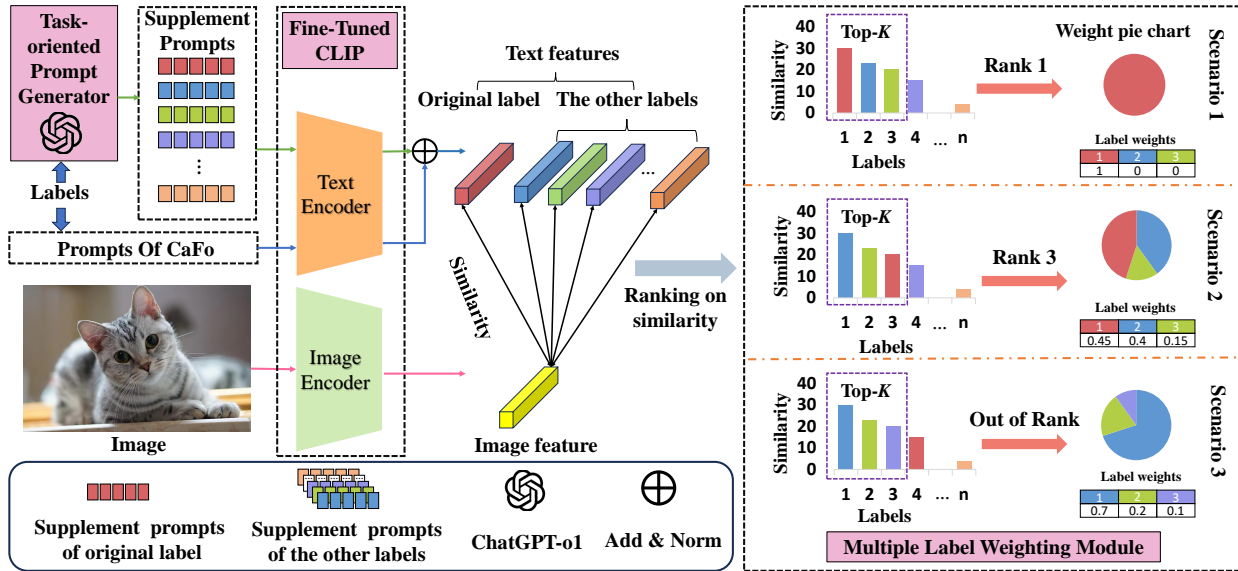 Task-
oriented
Prompt
Generator
Supplement
Prompts
...
Labels
Prompts Of CaFo
Fine-Tuned
CLIP
Text
Encoder
Image
Encoder
Image
Text features
Original label
The other labels
...
Similarity
Image feature
Ranking on
similarity
Similarity
40
30
20
10
0
Top-K
1 2 3 4 ... n
Labels
Rank 1
Weight pie chart
Label weights
1 2 3
1 0 0
Scenario 1
Similarity
40
30
20
10
0
Top-K
1 2 3 4 ... n
Labels
Rank 3
Label weights
1 2 3
0.45 0.4 0.15
Scenario 2
Similarity
40
30
20
10
0
Top-K
1 2 3 4 ... n
Labels
Out of Rank
Label weights
1 2 3
0.7 0.2 0.1
Scenario 3
Multiple Label Weighting Module
Supplement prompts
of original label
Supplement prompts
of the other labels
ChatGPT-o1
Add & Norm